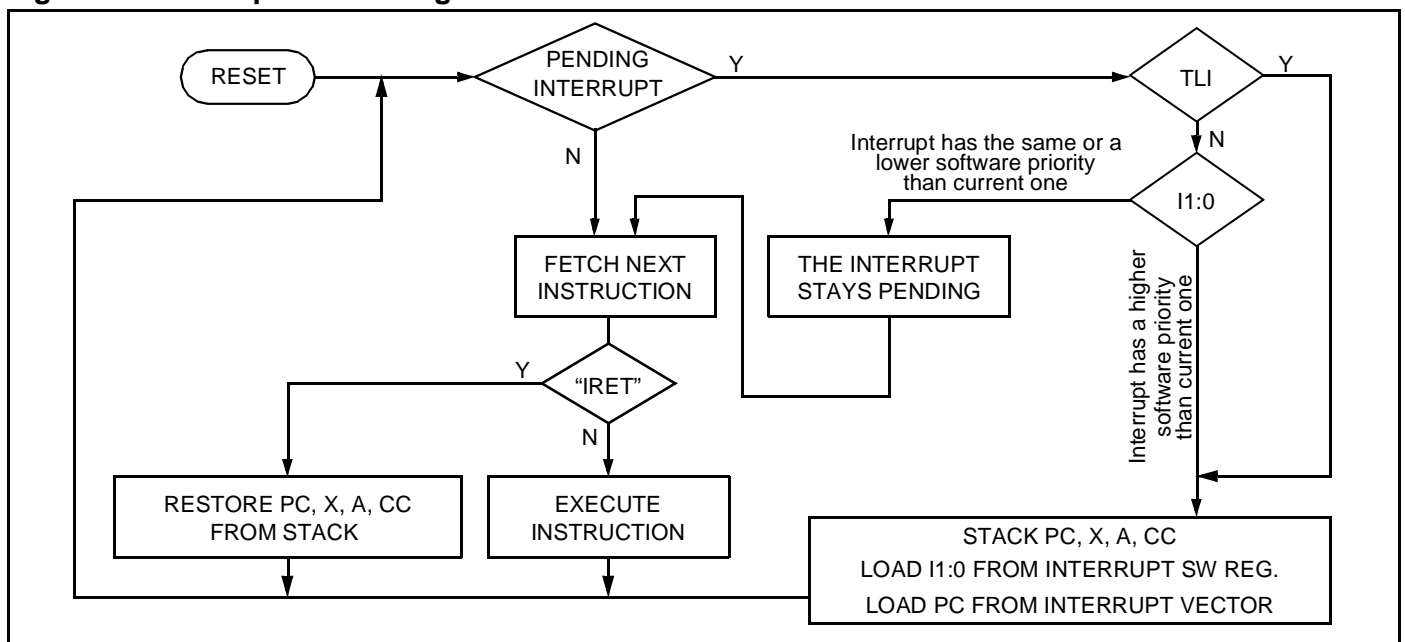 RESET
PENDING
INTERRUPT
Y
TLI
Y
N
Interrupt has the same or a
lower software priority
than current one
N
I1:0
FETCH NEXT
INSTRUCTION
THE INTERRUPT
STAYS PENDING
Interrupt has a higher
software priority
than current one
Y
“IRET”
N
RESTORE PC, X, A, CC
FROM STACK
EXECUTE
INSTRUCTION
STACK PC, X, A, CC
LOAD I1:0 FROM INTERRUPT SW REG.
LOAD PC FROM INTERRUPT VECTOR